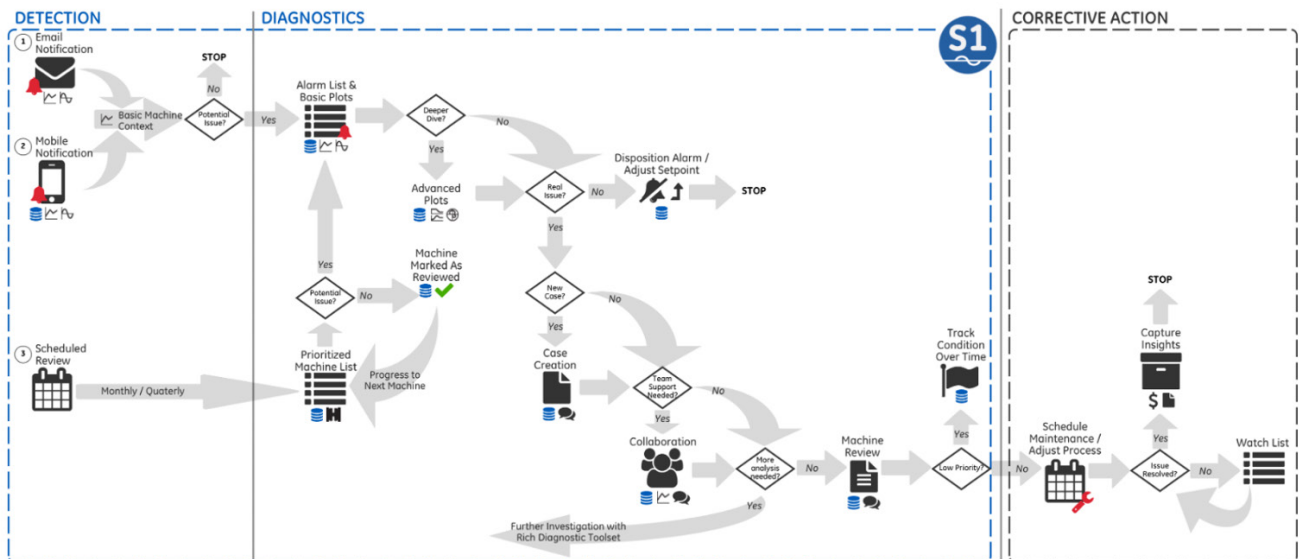 DETECTION
DIAGNOSTICS
CORRECTIVE ACTION
S1
1
Email
Notification
STOP
No
Basic Machine
Context
Potential
Issue?
Yes
2
Mobile
Notification
Alarm List &
Basic Plots
Deeper
Dive?
No
Yes
Advanced
Plots
Real
Issue?
No
Disposition Alarm /
Adjust Setpoint
STOP
Yes
Yes
Potential
Issue?
No
Machine
Marked As
Reviewed
New
Case?
No
Yes
3
Scheduled
Review
Monthly / Quaterly
Prioritized
Machine List
Progress to
Next Machine
Case
Creation
Team
Support
Needed?
No
Yes
Collaboration
More
analysis
needed?
No
Yes
Further Investigation with
Rich Diagnostic Toolset
Machine
Review
Track
Condition
Over Time
Yes
Low Priority?
No
Schedule
Maintenance /
Adjust Process
STOP
Capture
Insights
$
Yes
Issue
Resolved?
No
Watch List